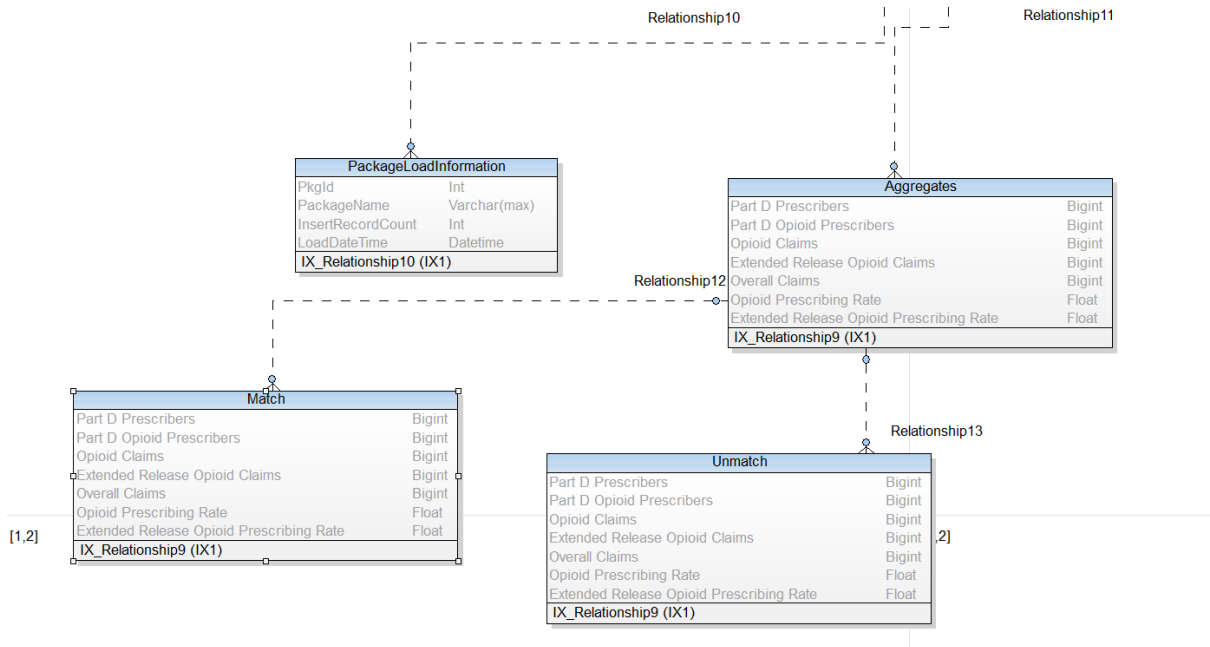 Relationship10
Relationship11
PackageLoadInformation
PkgId Int
PackageName Varchar(max)
InsertRecordCount Int
LoadDateTime Datetime
IX_Relationship10 (IX1)
Aggregates
Part D Prescribers Bigint
Part D Opioid Prescribers Bigint
Opioid Claims Bigint
Extended Release Opioid Claims Bigint
Overall Claims Bigint
Opioid Prescribing Rate Float
Extended Release Opioid Prescribing Rate Float
IX_Relationship9 (IX1)
Relationship12
Match
Part D Prescribers Bigint
Part D Opioid Prescribers Bigint
Opioid Claims Bigint
Extended Release Opioid Claims Bigint
Overall Claims Bigint
Opioid Prescribing Rate Float
Extended Release Opioid Prescribing Rate Float
IX_Relationship9 (IX1)
Relationship13
Unmatch
Part D Prescribers Bigint
Part D Opioid Prescribers Bigint
Opioid Claims Bigint
Extended Release Opioid Claims Bigint
Overall Claims Bigint
Opioid Prescribing Rate Float
Extended Release Opioid Prescribing Rate Float
IX_Relationship9 (IX1)
[1,2]
,2]